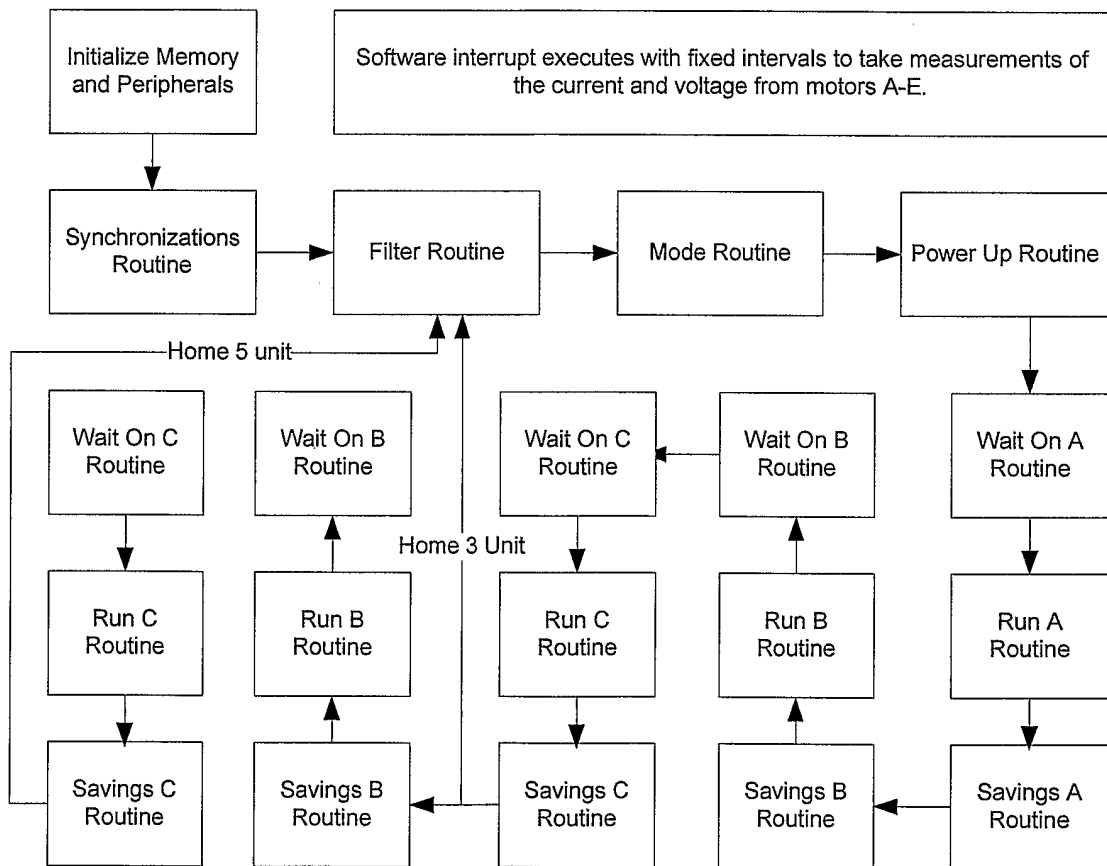 Initialize Memory
and Peripherals
Software interrupt executes with fixed intervals to take measurements of
the current and voltage from motors A-E.
Synchronizations
Routine
Filter Routine
Mode Routine
Power Up Routine
Home 5 unit
Wait On C
Routine
Wait On B
Routine
Wait On C
Routine
Wait On B
Routine
Wait On A
Routine
Home 3 Unit
Run C
Routine
Run B
Routine
Run C
Routine
Run B
Routine
Run A
Routine
Savings C
Routine
Savings B
Routine
Savings C
Routine
Savings B
Routine
Savings A
Routine